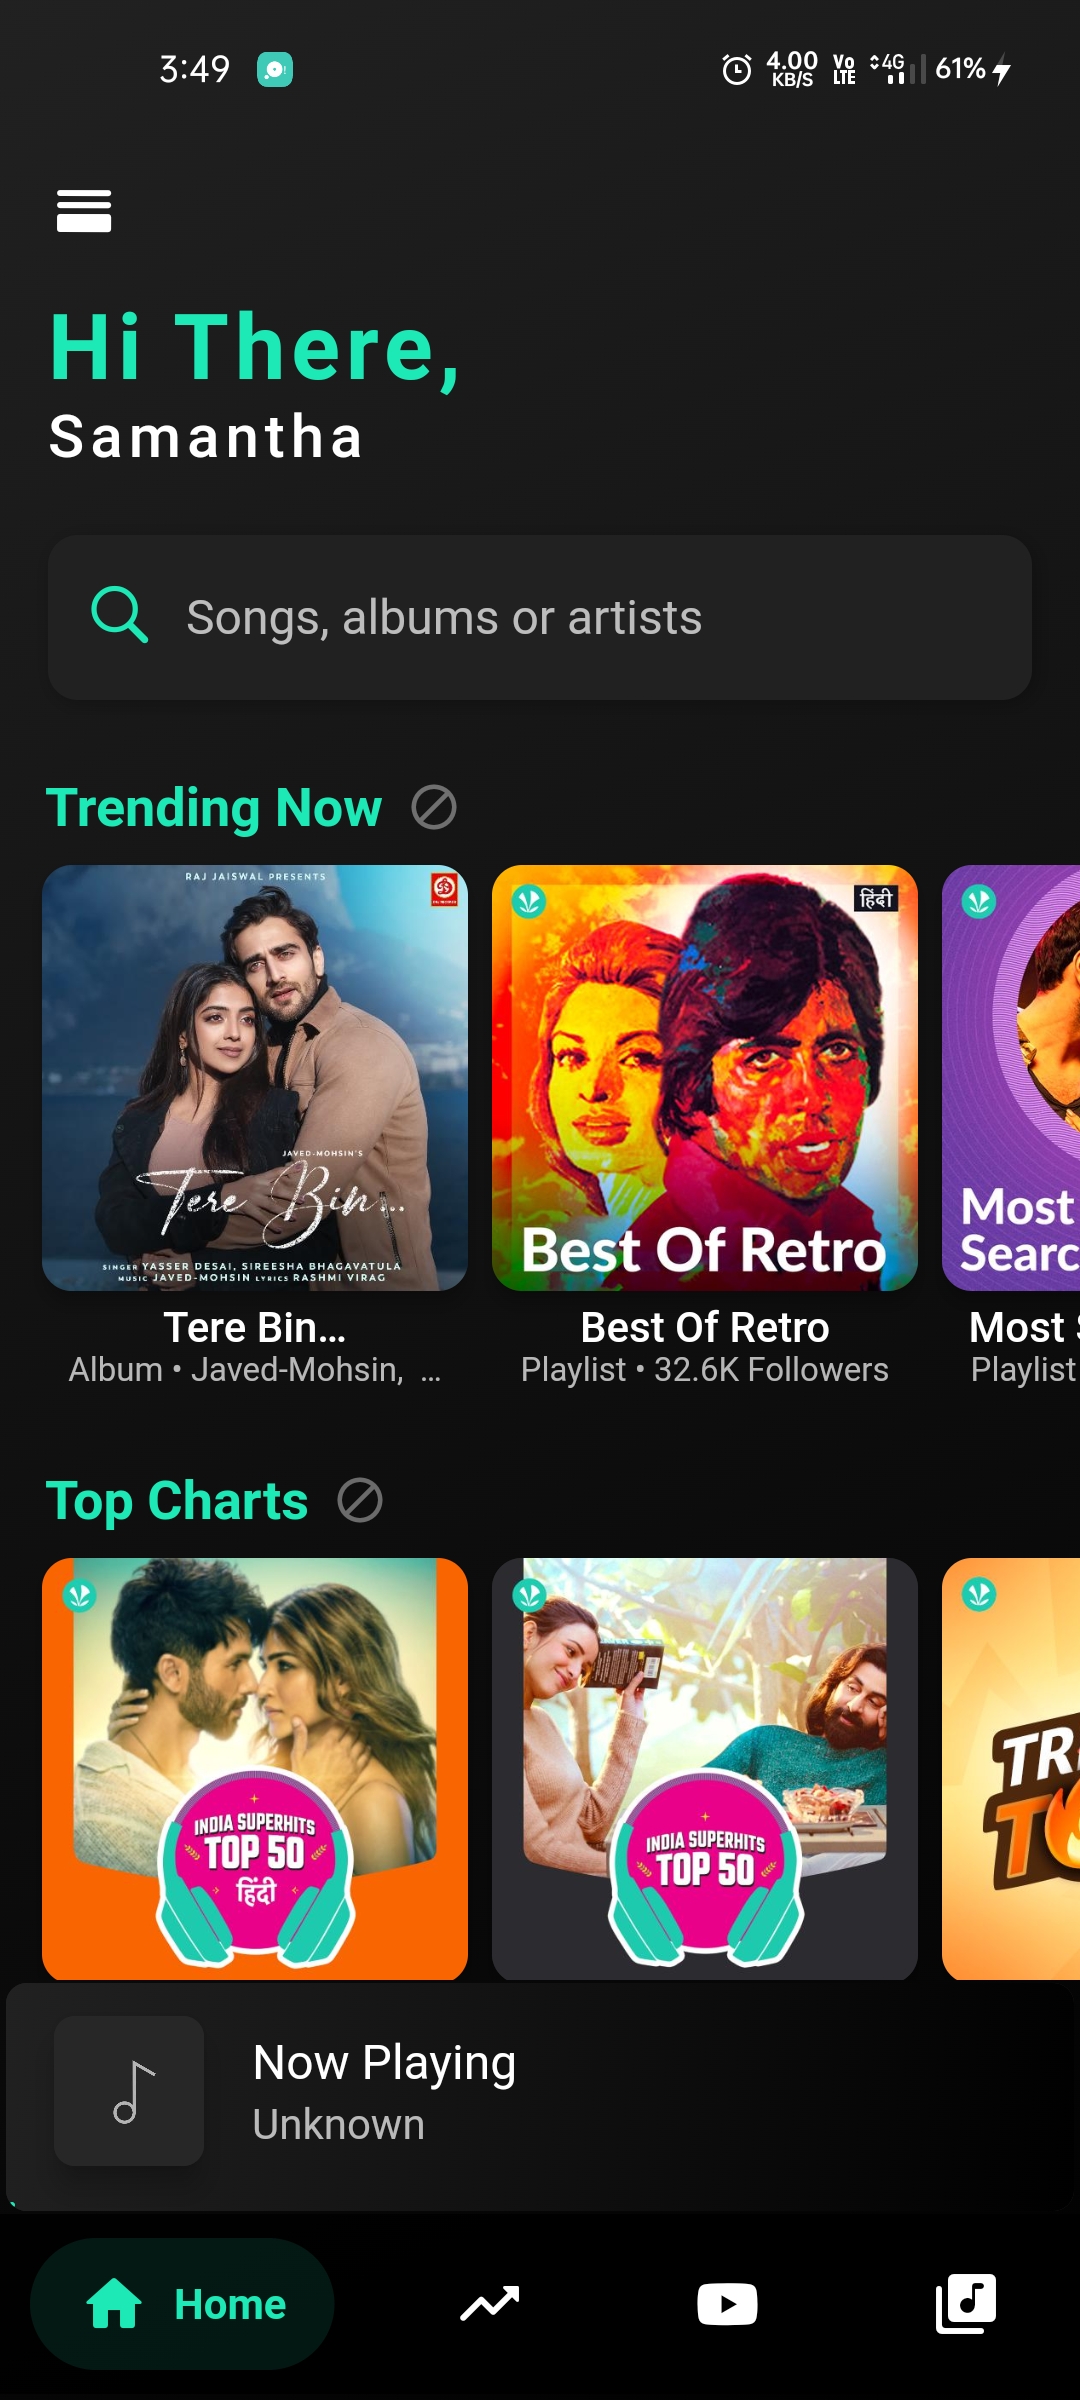 3:49
4.00 KB/S
Vo LTE
4G
61%
Hi There,
Samantha
Songs, albums or artists
Trending Now
RAJ JAISWAL PRESENTS
JAVED-MOHSIN'S
Tere Bin...
SINGER YASSER DESAI, SIREESHA BHAGAVATULA
MUSIC JAVED-MOHSIN LYRICS RASHMI VIRAG
हिंदी
Best Of Retro
Most
Searc
Tere Bin...
Album • Javed-Mohsin, ...
Best Of Retro
Playlist • 32.6K Followers
Most
Playlist
Top Charts
INDIA SUPERHITS
TOP 50
हिंदी
INDIA SUPERHITS
TOP 50
TR
TO
Now Playing
Unknown
Home